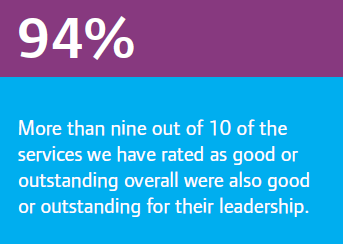 94%
More than nine out of 10 of the
services we have rated as good or
outstanding overall were also good
or outstanding for their leadership.